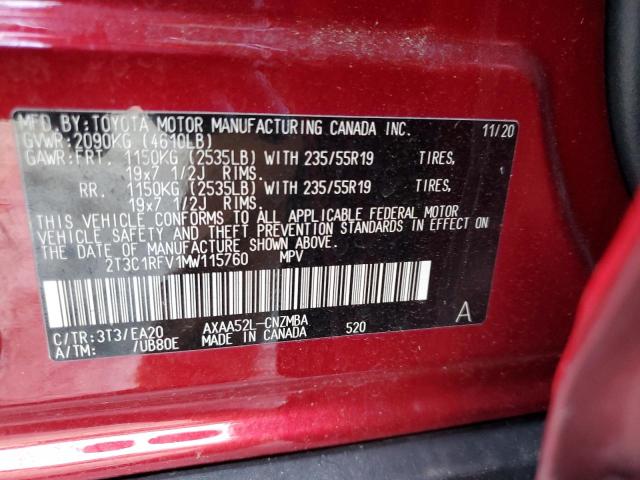 MFD.BY:TOYOTA MOTOR MANUFACTURING CANADA INC. 11/20
GVWR:2090KG (4610LB)
GAWR:FRT. 1150KG (2535LB) WITH 235/55R19 TIRES,
19x7 1/2J RIMS.
RR. 1150KG (2535LB) WITH 235/55R19 TIRES,
19x7 1/2J RIMS.
THIS VEHICLE CONFORMS TO ALL APPLICABLE FEDERAL MOTOR
VEHICLE SAFETY AND THEFT PREVENTION STANDARDS IN EFFECT ON
THE DATE OF MANUFACTURE SHOWN ABOVE.
2T3C1RFV1MW115760 MPV
C/TR:3T3/EA20 AXAA52L-CNZMBA 520 A
A/TM: /UB80E MADE IN CANADA